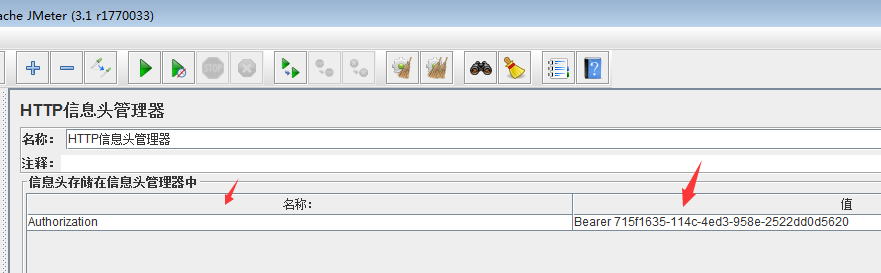 ache JMeter (3.1 r1770033)
STOP
HTTP信息头管理器
名称： HTTP信息头管理器
注释：
信息头存储在信息头管理器中
名称： 值
Authorization Bearer 715f1635-114c-4ed3-958e-2522dd0d5620